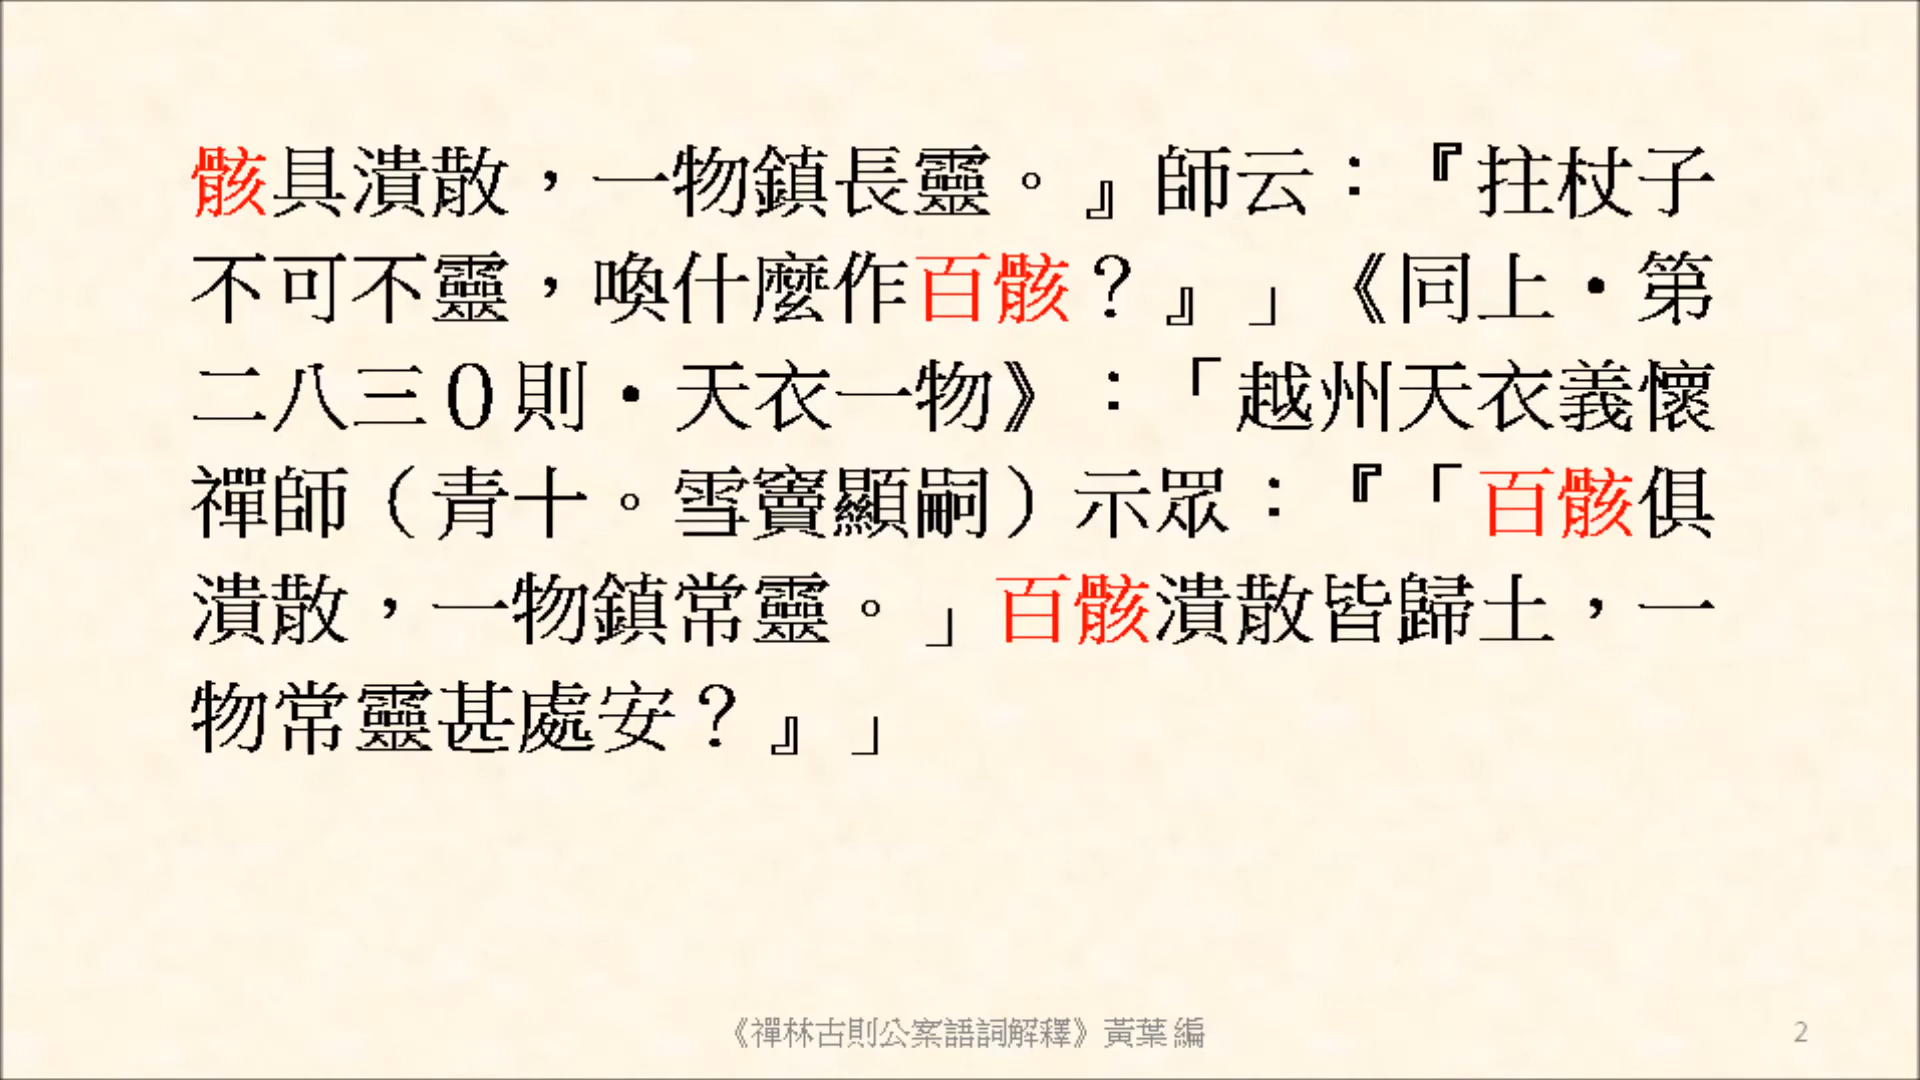 骸具潰散，一物鎮長靈。』師云：『拄杖子
不可不靈，喚什麼作百骸？』」《同上‧第
二八三０則‧天衣一物》：「越州天衣義懷
禪師（青十。雪竇顯嗣）示眾：『「百骸俱
潰散，一物鎮常靈。」百骸潰散皆歸土，一
物常靈甚處安？』」
《禪林古則公案語詞解釋》黃葉 編
2